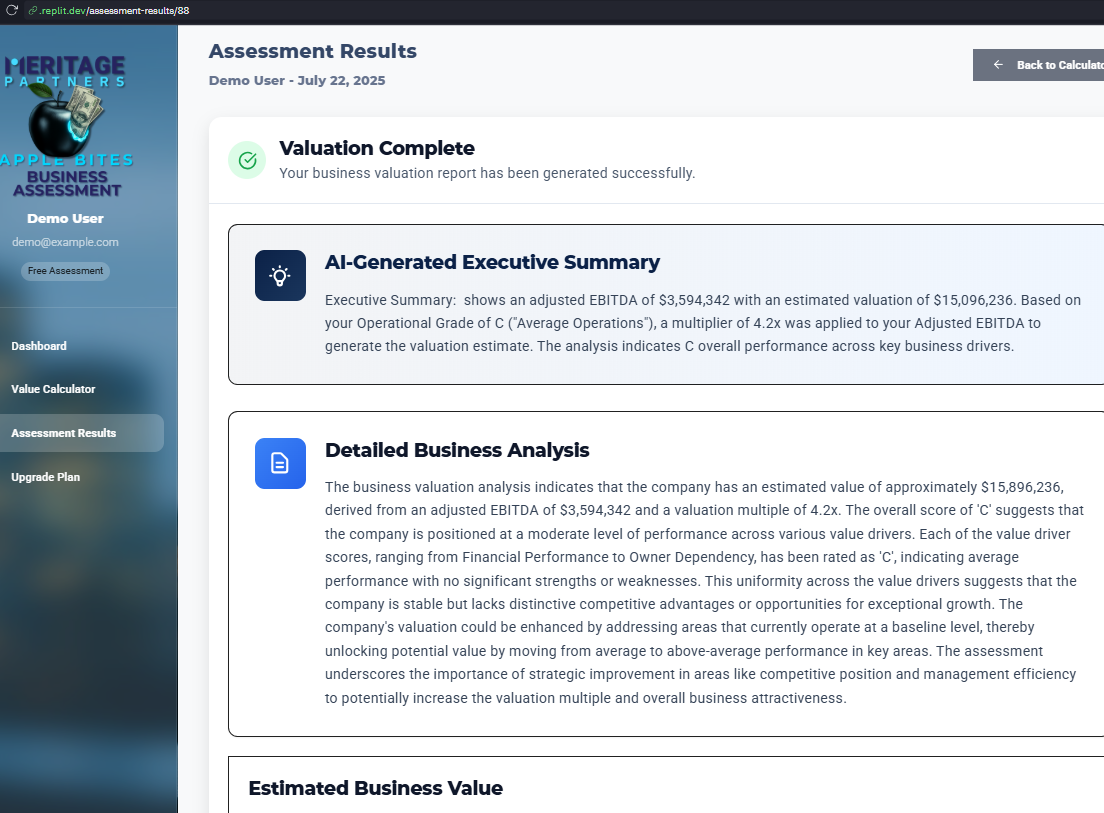 .replit.dev/assessment-results/88
MERITAGE
PARTNERS
APPLE BITES
BUSINESS
ASSESSMENT
Demo User
demo@example.com
Free Assessment
Dashboard
Value Calculator
Assessment Results
Upgrade Plan
Assessment Results
Demo User - July 22, 2025
Back to Calculato
Valuation Complete
Your business valuation report has been generated successfully.
AI-Generated Executive Summary
Executive Summary:  shows an adjusted EBITDA of $3,594,342 with an estimated valuation of $15,096,236. Based on
your Operational Grade of C ("Average Operations"), a multiplier of 4.2x was applied to your Adjusted EBITDA to
generate the valuation estimate. The analysis indicates C overall performance across key business drivers.
Detailed Business Analysis
The business valuation analysis indicates that the company has an estimated value of approximately $15,896,236,
derived from an adjusted EBITDA of $3,594,342 and a valuation multiple of 4.2x. The overall score of 'C' suggests that
the company is positioned at a moderate level of performance across various value drivers. Each of the value driver
scores, ranging from Financial Performance to Owner Dependency, has been rated as 'C', indicating average
performance with no significant strengths or weaknesses. This uniformity across the value drivers suggests that the
company is stable but lacks distinctive competitive advantages or opportunities for exceptional growth. The
company's valuation could be enhanced by addressing areas that currently operate at a baseline level, thereby
unlocking potential value by moving from average to above-average performance in key areas. The assessment
underscores the importance of strategic improvement in areas like competitive position and management efficiency
to potentially increase the valuation multiple and overall business attractiveness.
Estimated Business Value